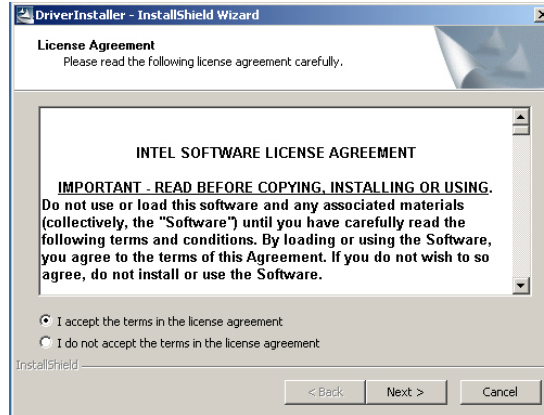 DriverInstaller - InstallShield Wizard
License Agreement
Please read the following license agreement carefully.
INTEL SOFTWARE LICENSE AGREEMENT
IMPORTANT - READ BEFORE COPYING, INSTALLING OR USING.
Do not use or load this software and any associated materials
(collectively, the "Software") until you have carefully read the
following terms and conditions. By loading or using the Software,
you agree to the terms of this Agreement. If you do not wish to so
agree, do not install or use the Software.
I accept the terms in the license agreement
I do not accept the terms in the license agreement
InstallShield
< Back
Next >
Cancel